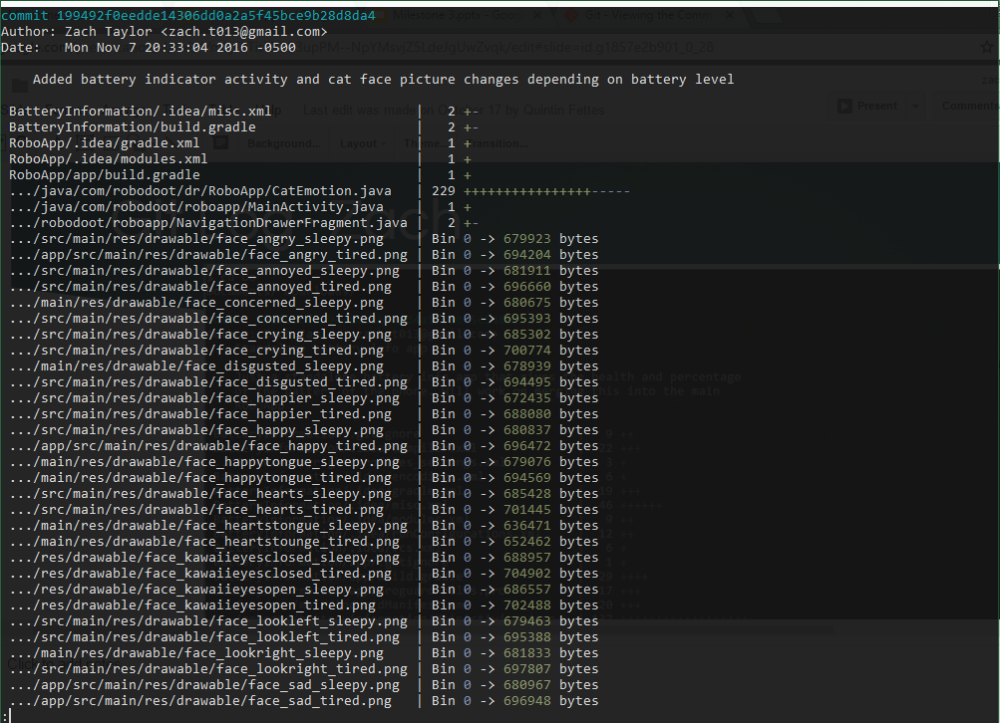 commit 199492f0eedde14306dd0a2a5f45bce9b28d8da4
Author: Zach Taylor <zach.t013@gmail.com>
Date:   Mon Nov 7 20:33:04 2016 -0500
    Added battery indicator activity and cat face picture changes depending on battery level
 BatteryInformation/.idea/misc.xml                  |   2 +-
 BatteryInformation/build.gradle                    |   2 +-
 RoboApp/.idea/gradle.xml                           |   1 +
 RoboApp/.idea/modules.xml                          |   1 +
 RoboApp/app/build.gradle                           |   1 +
 .../java/com/robodoot/dr/RoboApp/CatEmotion.java   | 229 ++++++++++++++++-----
 .../java/com/robodoot/roboapp/MainActivity.java    |   1 +
 .../robodoot/roboapp/NavigationDrawerFragment.java |   2 +-
 .../src/main/res/drawable/face_angry_sleepy.png    | Bin 0 -> 679923 bytes
 .../app/src/main/res/drawable/face_angry_tired.png | Bin 0 -> 694204 bytes
 .../src/main/res/drawable/face_annoyed_sleepy.png  | Bin 0 -> 681911 bytes
 .../src/main/res/drawable/face_annoyed_tired.png   | Bin 0 -> 696660 bytes
 .../main/res/drawable/face_concerned_sleepy.png    | Bin 0 -> 680675 bytes
 .../src/main/res/drawable/face_concerned_tired.png | Bin 0 -> 695393 bytes
 .../src/main/res/drawable/face_crying_sleepy.png   | Bin 0 -> 685302 bytes
 .../src/main/res/drawable/face_crying_tired.png    | Bin 0 -> 700774 bytes
 .../main/res/drawable/face_disgusted_sleepy.png    | Bin 0 -> 678939 bytes
 .../src/main/res/drawable/face_disgusted_tired.png | Bin 0 -> 694495 bytes
 .../src/main/res/drawable/face_happier_sleepy.png  | Bin 0 -> 672435 bytes
 .../src/main/res/drawable/face_happier_tired.png   | Bin 0 -> 688080 bytes
 .../src/main/res/drawable/face_happy_sleepy.png    | Bin 0 -> 680837 bytes
 .../app/src/main/res/drawable/face_happy_tired.png | Bin 0 -> 696472 bytes
 .../main/res/drawable/face_happytongue_sleepy.png  | Bin 0 -> 679076 bytes
 .../main/res/drawable/face_happytongue_tired.png   | Bin 0 -> 694569 bytes
 .../src/main/res/drawable/face_hearts_sleepy.png   | Bin 0 -> 685428 bytes
 .../src/main/res/drawable/face_hearts_tired.png    | Bin 0 -> 701445 bytes
 .../main/res/drawable/face_heartstongue_sleepy.png | Bin 0 -> 636471 bytes
 .../main/res/drawable/face_heartstounge_tired.png  | Bin 0 -> 652462 bytes
 .../res/drawable/face_kawaiieyesclosed_sleepy.png  | Bin 0 -> 688957 bytes
 .../res/drawable/face_kawaiieyesclosed_tired.png   | Bin 0 -> 704902 bytes
 .../res/drawable/face_kawaiieyesopen_sleepy.png    | Bin 0 -> 686557 bytes
 .../res/drawable/face_kawaiieyesopen_tired.png     | Bin 0 -> 702488 bytes
 .../src/main/res/drawable/face_lookleft_sleepy.png | Bin 0 -> 679463 bytes
 .../src/main/res/drawable/face_lookleft_tired.png  | Bin 0 -> 695388 bytes
 .../main/res/drawable/face_lookright_sleepy.png    | Bin 0 -> 681833 bytes
 .../src/main/res/drawable/face_lookright_tired.png | Bin 0 -> 697807 bytes
 .../app/src/main/res/drawable/face_sad_sleepy.png  | Bin 0 -> 680967 bytes
 .../app/src/main/res/drawable/face_sad_tired.png   | Bin 0 -> 696948 bytes
: